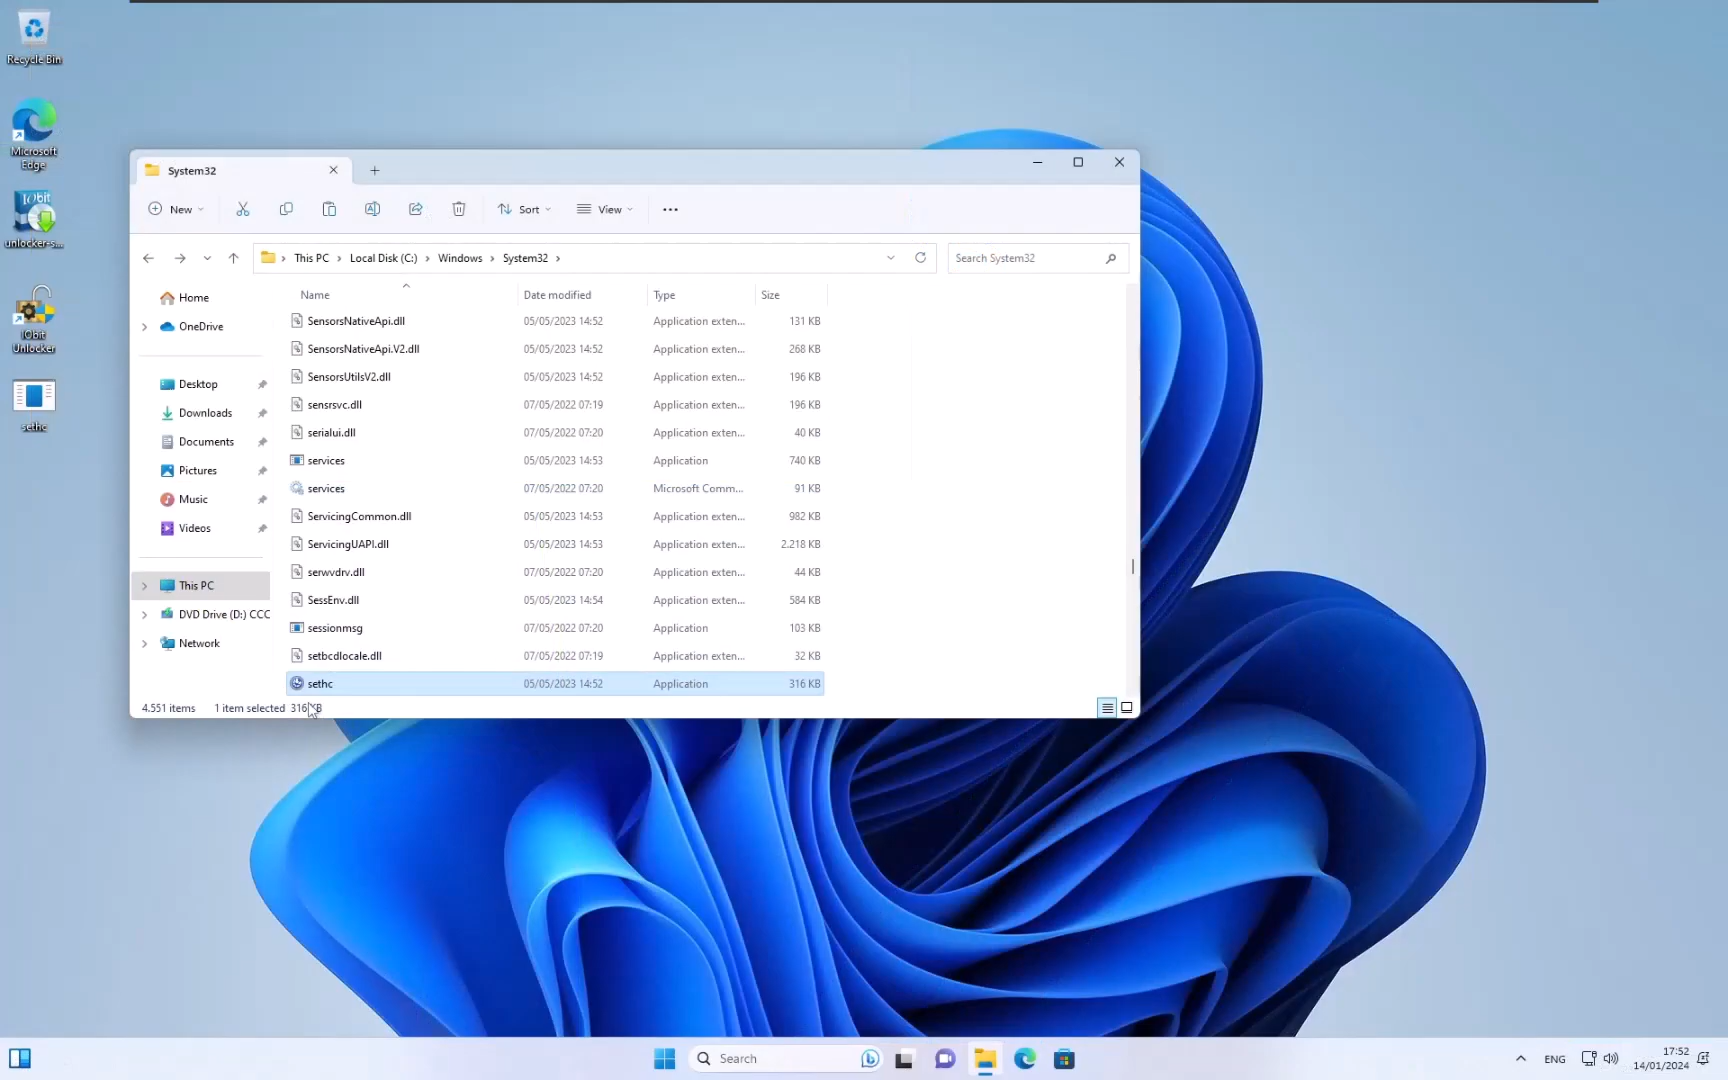 Recycle Bin
Microsoft
Edge
IObit
unlocker-s...
IObit
Unlocker
sethc
System32
New
Sort
View
This PC
Local Disk (C:)
Windows
System32
Search System32
Home
OneDrive
Desktop
Downloads
Documents
Pictures
Music
Videos
This PC
DVD Drive (D:) CCC
Network
Name Date modified Type Size
SensorsNativeApi.dll 05/05/2023 14:52 Application exten... 131 KB
SensorsNativeApi.V2.dll 05/05/2023 14:52 Application exten... 268 KB
SensorsUtilsV2.dll 05/05/2023 14:52 Application exten... 196 KB
sensrsvc.dll 07/05/2022 07:19 Application exten... 196 KB
serialui.dll 07/05/2022 07:20 Application exten... 40 KB
services 05/05/2023 14:53 Application 740 KB
services 07/05/2022 07:20 Microsoft Comm... 91 KB
ServicingCommon.dll 05/05/2023 14:53 Application exten... 982 KB
ServicingUAPI.dll 05/05/2023 14:53 Application exten... 2.218 KB
serwvdrv.dll 07/05/2022 07:20 Application exten... 44 KB
SessEnv.dll 05/05/2023 14:54 Application exten... 584 KB
sessionmsg 07/05/2022 07:20 Application 103 KB
setbcdlocale.dll 07/05/2022 07:19 Application exten... 32 KB
sethc 05/05/2023 14:52 Application 316 KB
4.551 items 1 item selected 316 KB
Search
ENG
17:52
14/01/2024